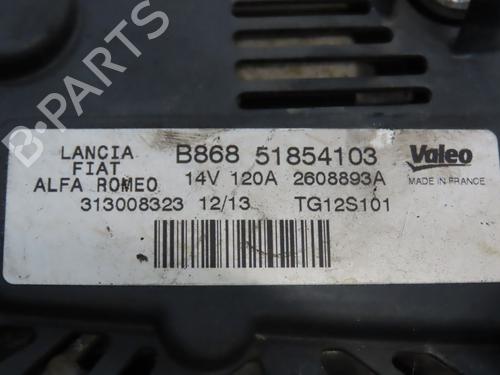 LANCIA
FIAT
ALFA ROMEO
B868 51854103
14V 120A 2608893A
313008323 12/13 TG12S101
Valeo
MADE IN FRANCE
B-PARTS